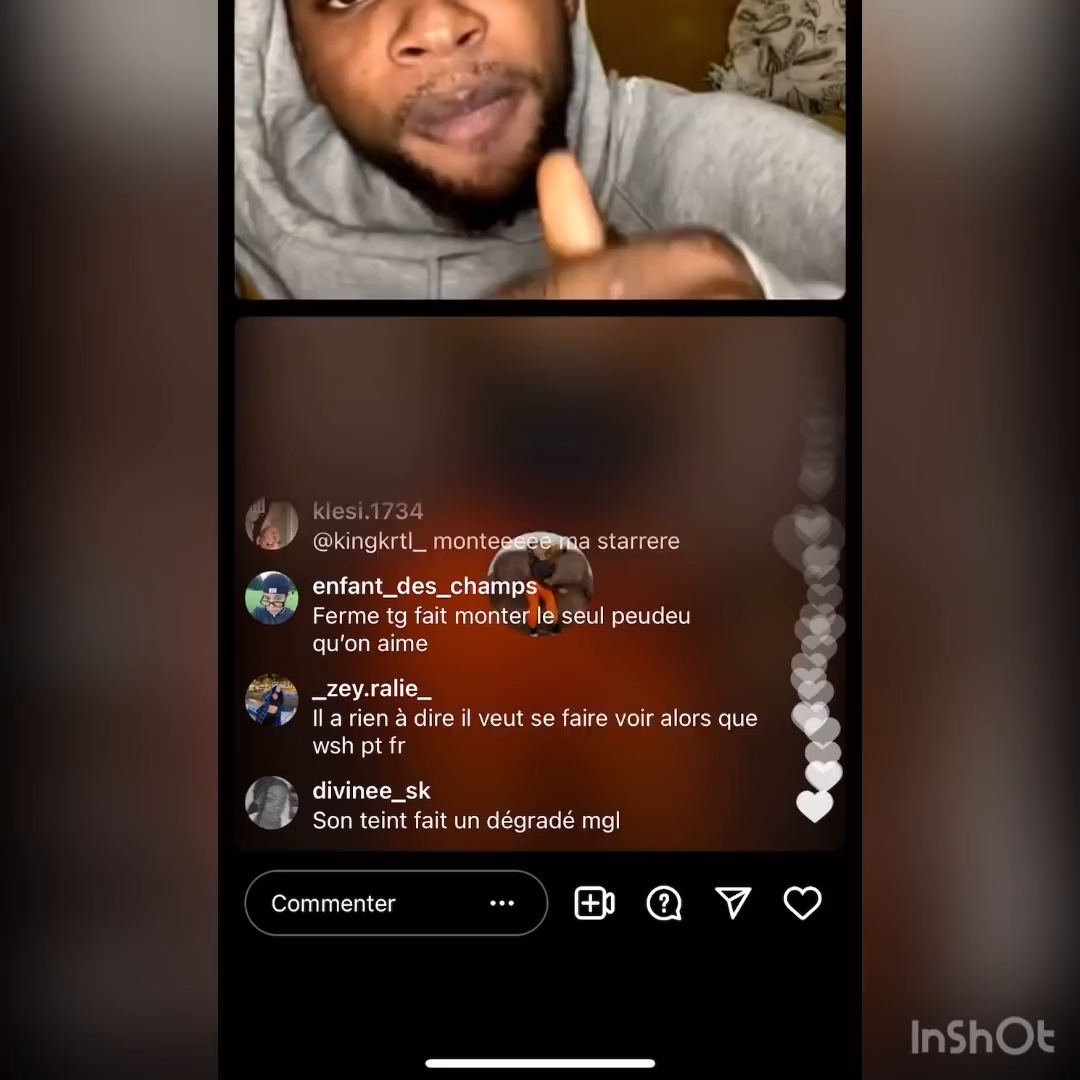 klesi.1734
@kingkrtl_ monteeeee ma starrere
enfant_des_champs
Ferme tg fait monter le seul peudeu
qu'on aime
_zey.ralie_
Il a rien à dire il veut se faire voir alors que
wsh pt fr
divinee_sk
Son teint fait un dégradé mgl
Commenter
InShOt